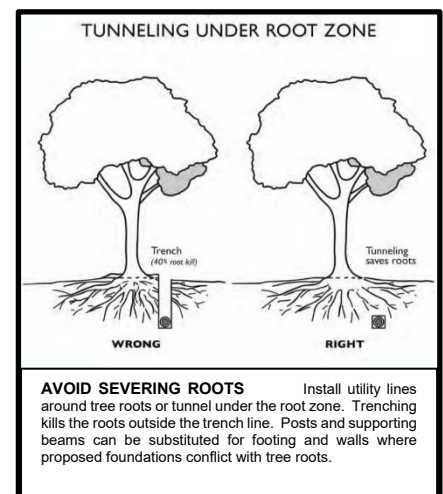 TUNNELING UNDER ROOT ZONE
Trench
(40% root kill)
WRONG
Tunneling
saves roots
RIGHT
AVOID SEVERING ROOTS Install utility lines
around tree roots or tunnel under the root zone. Trenching
kills the roots outside the trench line. Posts and supporting
beams can be substituted for footing and walls where
proposed foundations conflict with tree roots.